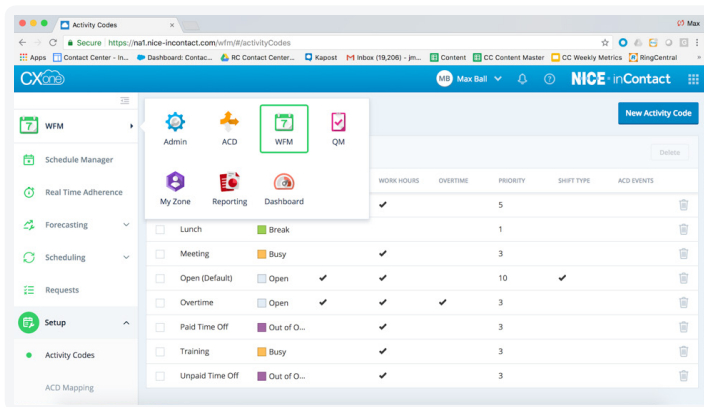 Activity Codes
Max
Secure https://na1.nice-incontact.com/wfm/#/activityCodes
Apps Contact Center - In... Dashboard: Contac... RC Contact Center... Kapost Inbox (19,206) - jm... Content CC Content Master CC Weekly Metrics RingCentral »
CXone MB Max Ball NICE inContact
WFM
Schedule Manager
Real Time Adherence
Forecasting
Scheduling
Requests
Setup
Activity Codes
ACD Mapping
Admin ACD WFM QM
My Zone Reporting Dashboard
New Activity Code
Delete
WORK HOURS OVERTIME PRIORITY SHIFT TYPE ACD EVENTS
5
Lunch Break 1
Meeting Busy 3
Open (Default) Open 10
Overtime Open 3
Paid Time Off Out of O... 3
Training Busy 3
Unpaid Time Off Out of O... 3